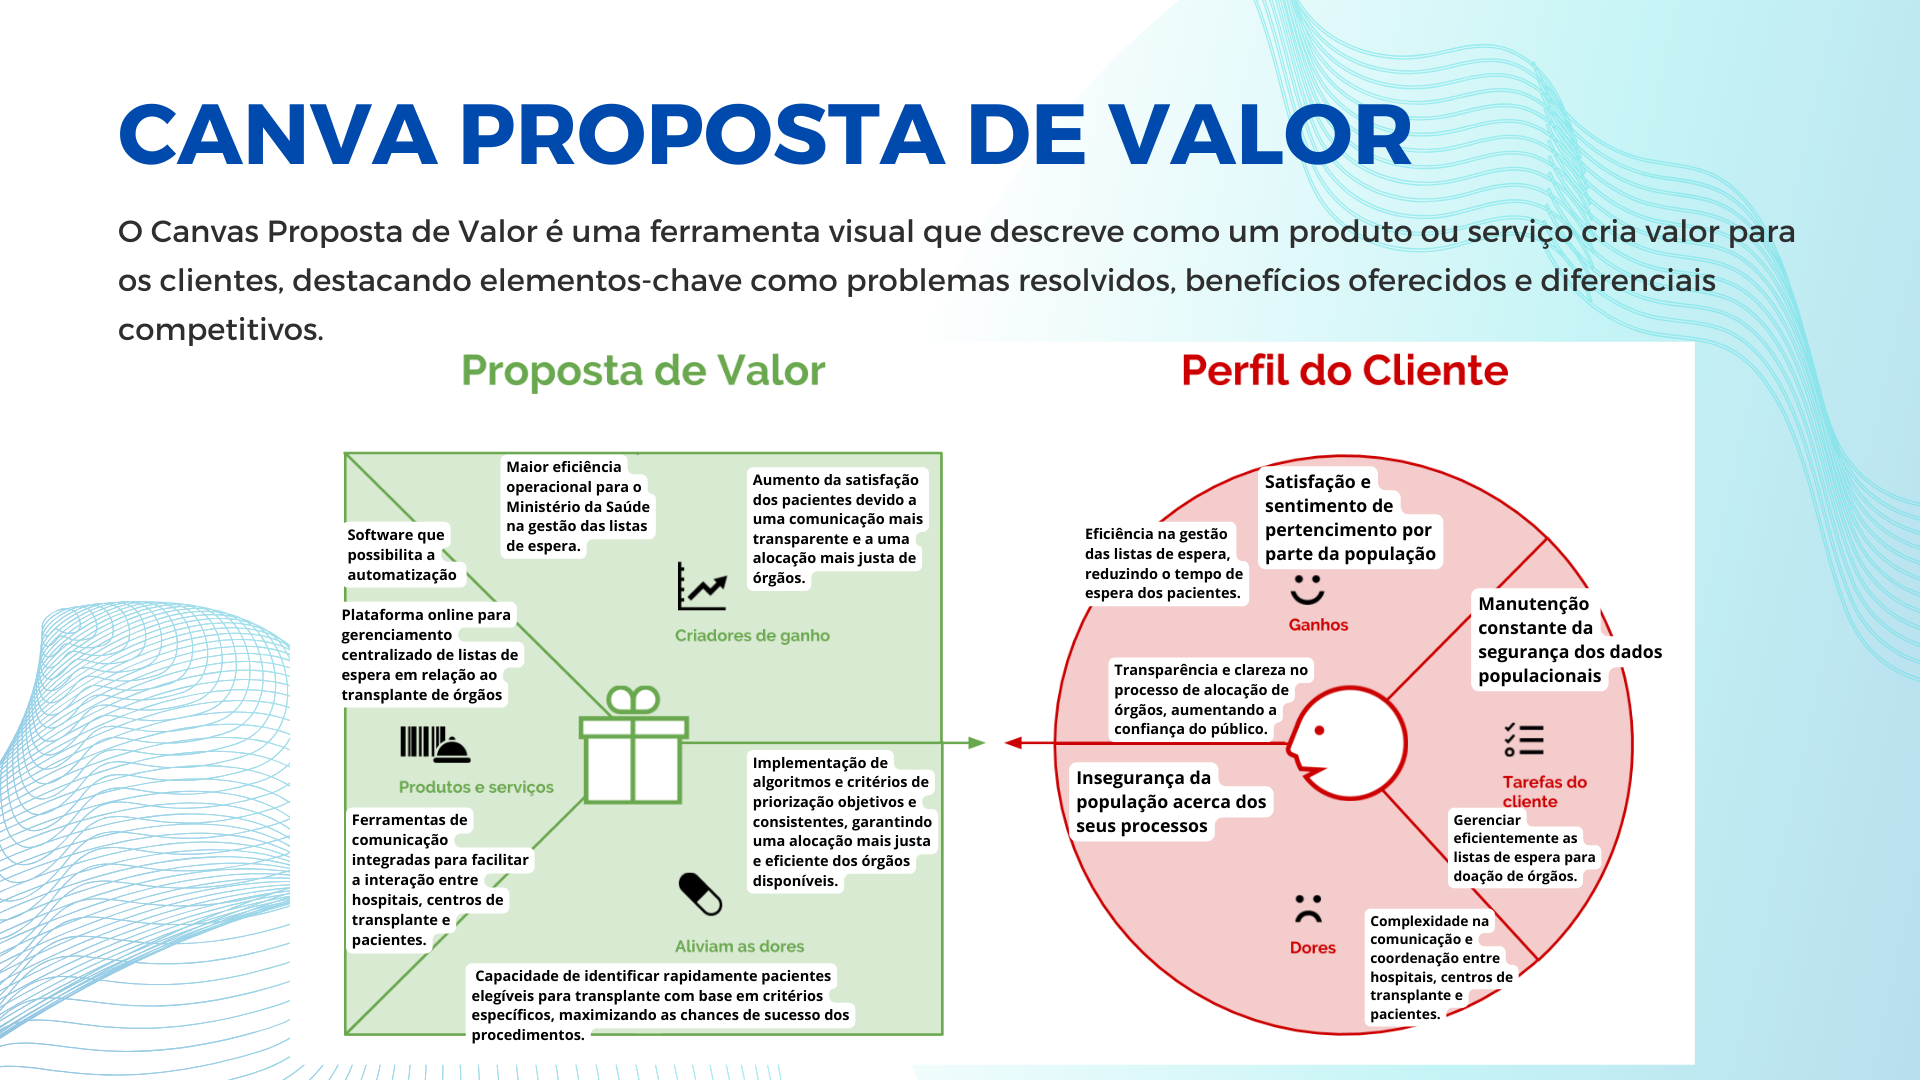 CANVA PROPOSTA DE VALOR
O Canvas Proposta de Valor é uma ferramenta visual que descreve como um produto ou serviço cria valor para
os clientes, destacando elementos-chave como problemas resolvidos, benefícios oferecidos e diferenciais
competitivos.
Proposta de Valor
Maior eficiência
operacional para o
Ministério da Saúde
na gestão das listas
de espera.
Aumento da satisfação
dos pacientes devido a
uma comunicação mais
transparente e a uma
alocação mais justa de
órgãos.
Criadores de ganho
Software que
possibilita a
automatização
Plataforma online para
gerenciamento
centralizado de listas de
espera em relação ao
transplante de órgãos
Produtos e serviços
Ferramentas de
comunicação
integradas para facilitar
a interação entre
hospitais, centros de
transplante e
pacientes.
Implementação de
algoritmos e critérios de
priorização objetivos e
consistentes, garantindo
uma alocação mais justa
e eficiente dos órgãos
disponíveis.
Aliviam as dores
Capacidade de identificar rapidamente pacientes
elegíveis para transplante com base em critérios
específicos, maximizando as chances de sucesso dos
procedimentos.
Perfil do Cliente
Satisfação e
sentimento de
pertencimento por
parte da população
Eficiência na gestão
das listas de espera,
reduzindo o tempo de
espera dos pacientes.
Ganhos
Transparência e clareza no
processo de alocação de
órgãos, aumentando a
confiança do público.
Manutenção
constante da
segurança dos dados
populacionais
Tarefas do
cliente
Gerenciar
eficientemente as
listas de espera para
doação de órgãos.
Insegurança da
população acerca dos
seus processos
Dores
Complexidade na
comunicação e
coordenação entre
hospitais, centros de
transplante e
pacientes.